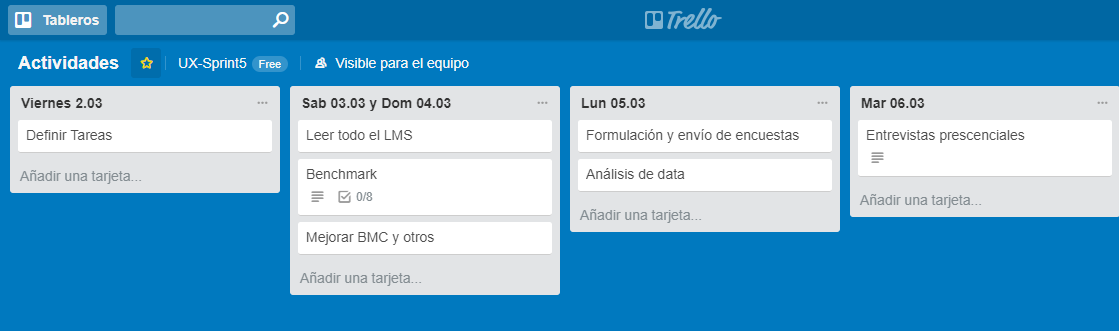 Tableros
Trello
Actividades
UX-Sprint5 Free
Visible para el equipo
Viernes 2.03
Definir Tareas
Añadir una tarjeta...
Sab 03.03 y Dom 04.03
Leer todo el LMS
Benchmark
0/8
Mejorar BMC y otros
Añadir una tarjeta...
Lun 05.03
Formulación y envío de encuestas
Análisis de data
Añadir una tarjeta...
Mar 06.03
Entrevistas prescenciales
Añadir una tarjeta...